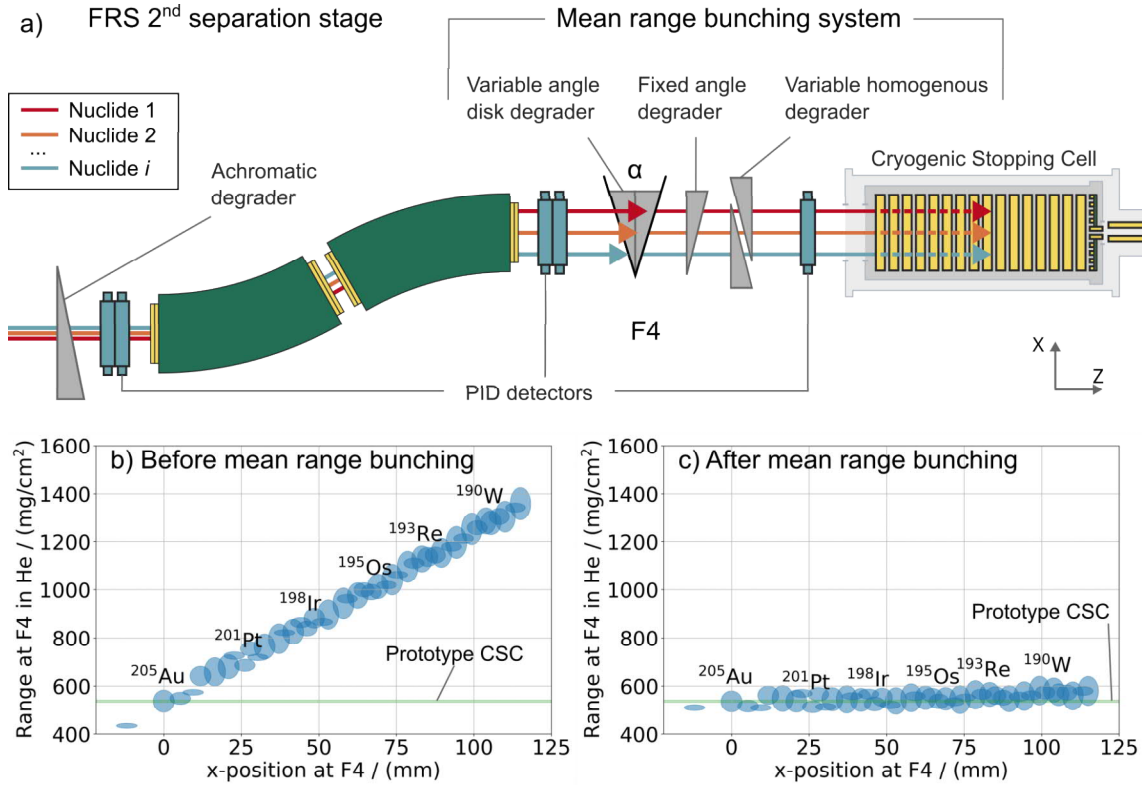 a)
FRS 2nd separation stage
Mean range bunching system
Nuclide 1
Nuclide 2
...
Nuclide i
Achromatic
degrader
Variable angle
disk degrader
Fixed angle
degrader
Variable homogenous
degrader
Cryogenic Stopping Cell
α
F4
PID detectors
X
Z
b) Before mean range bunching
Range at F4 in He / (mg/cm²)
1600
1400
1200
1000
800
600
400
205Au
201Pt
198Ir
195Os
193Re
190W
Prototype CSC
0
25
50
75
100
125
x-position at F4 / (mm)
c) After mean range bunching
Range at F4 in He / (mg/cm²)
1600
1400
1200
1000
800
600
400
205Au
201Pt
198Ir
195Os
193Re
190W
Prototype CSC
0
25
50
75
100
125
x-position at F4 / (mm)